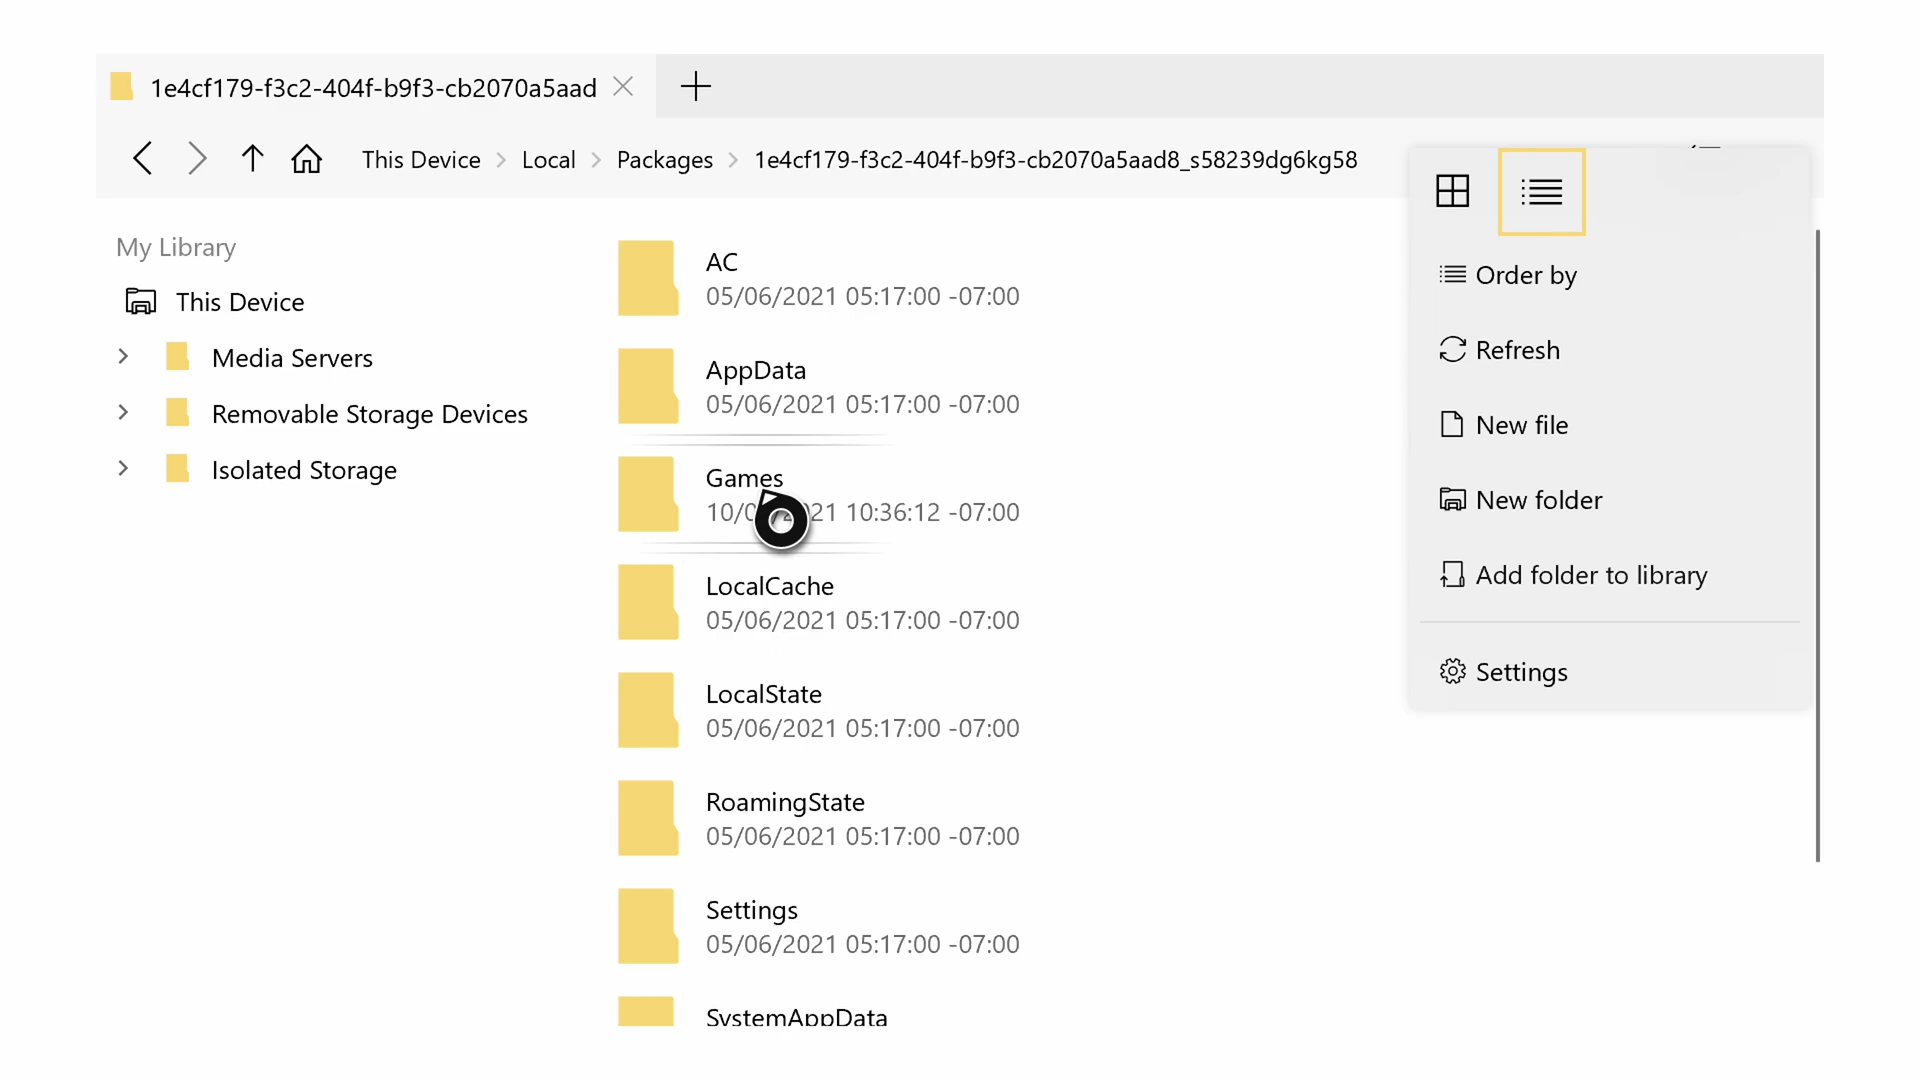 1e4cf179-f3c2-404f-b9f3-cb2070a5aad
This Device Local Packages 1e4cf179-f3c2-404f-b9f3-cb2070a5aad8_s58239dg6kg58
My Library
This Device
Media Servers
Removable Storage Devices
Isolated Storage
AC
05/06/2021 05:17:00 -07:00
AppData
05/06/2021 05:17:00 -07:00
Games
10:36:12 -07:00
LocalCache
05/06/2021 05:17:00 -07:00
LocalState
05/06/2021 05:17:00 -07:00
RoamingState
05/06/2021 05:17:00 -07:00
Settings
05/06/2021 05:17:00 -07:00
SystemAppData
Order by
Refresh
New file
New folder
Add folder to library
Settings